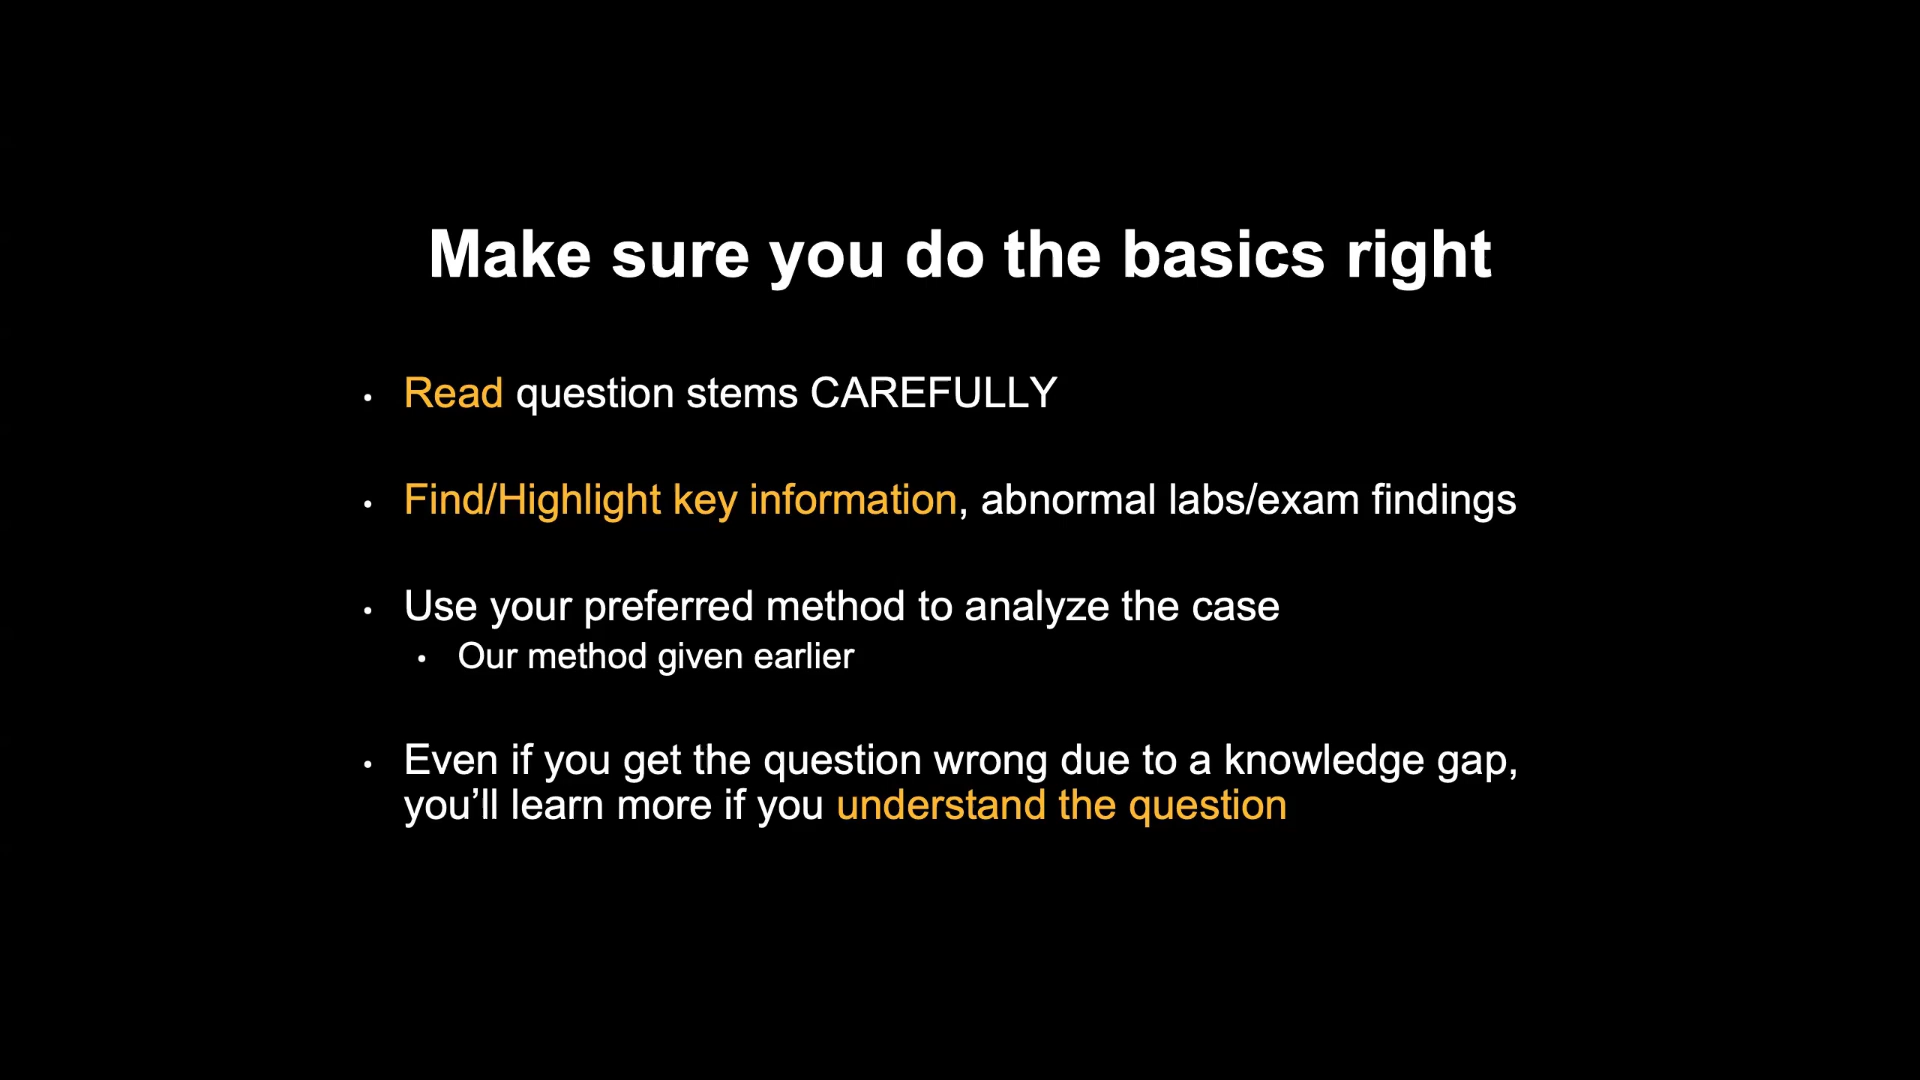 Make sure you do the basics right
• Read question stems CAREFULLY
• Find/Highlight key information, abnormal labs/exam findings
• Use your preferred method to analyze the case
• Our method given earlier
• Even if you get the question wrong due to a knowledge gap,
you’ll learn more if you understand the question